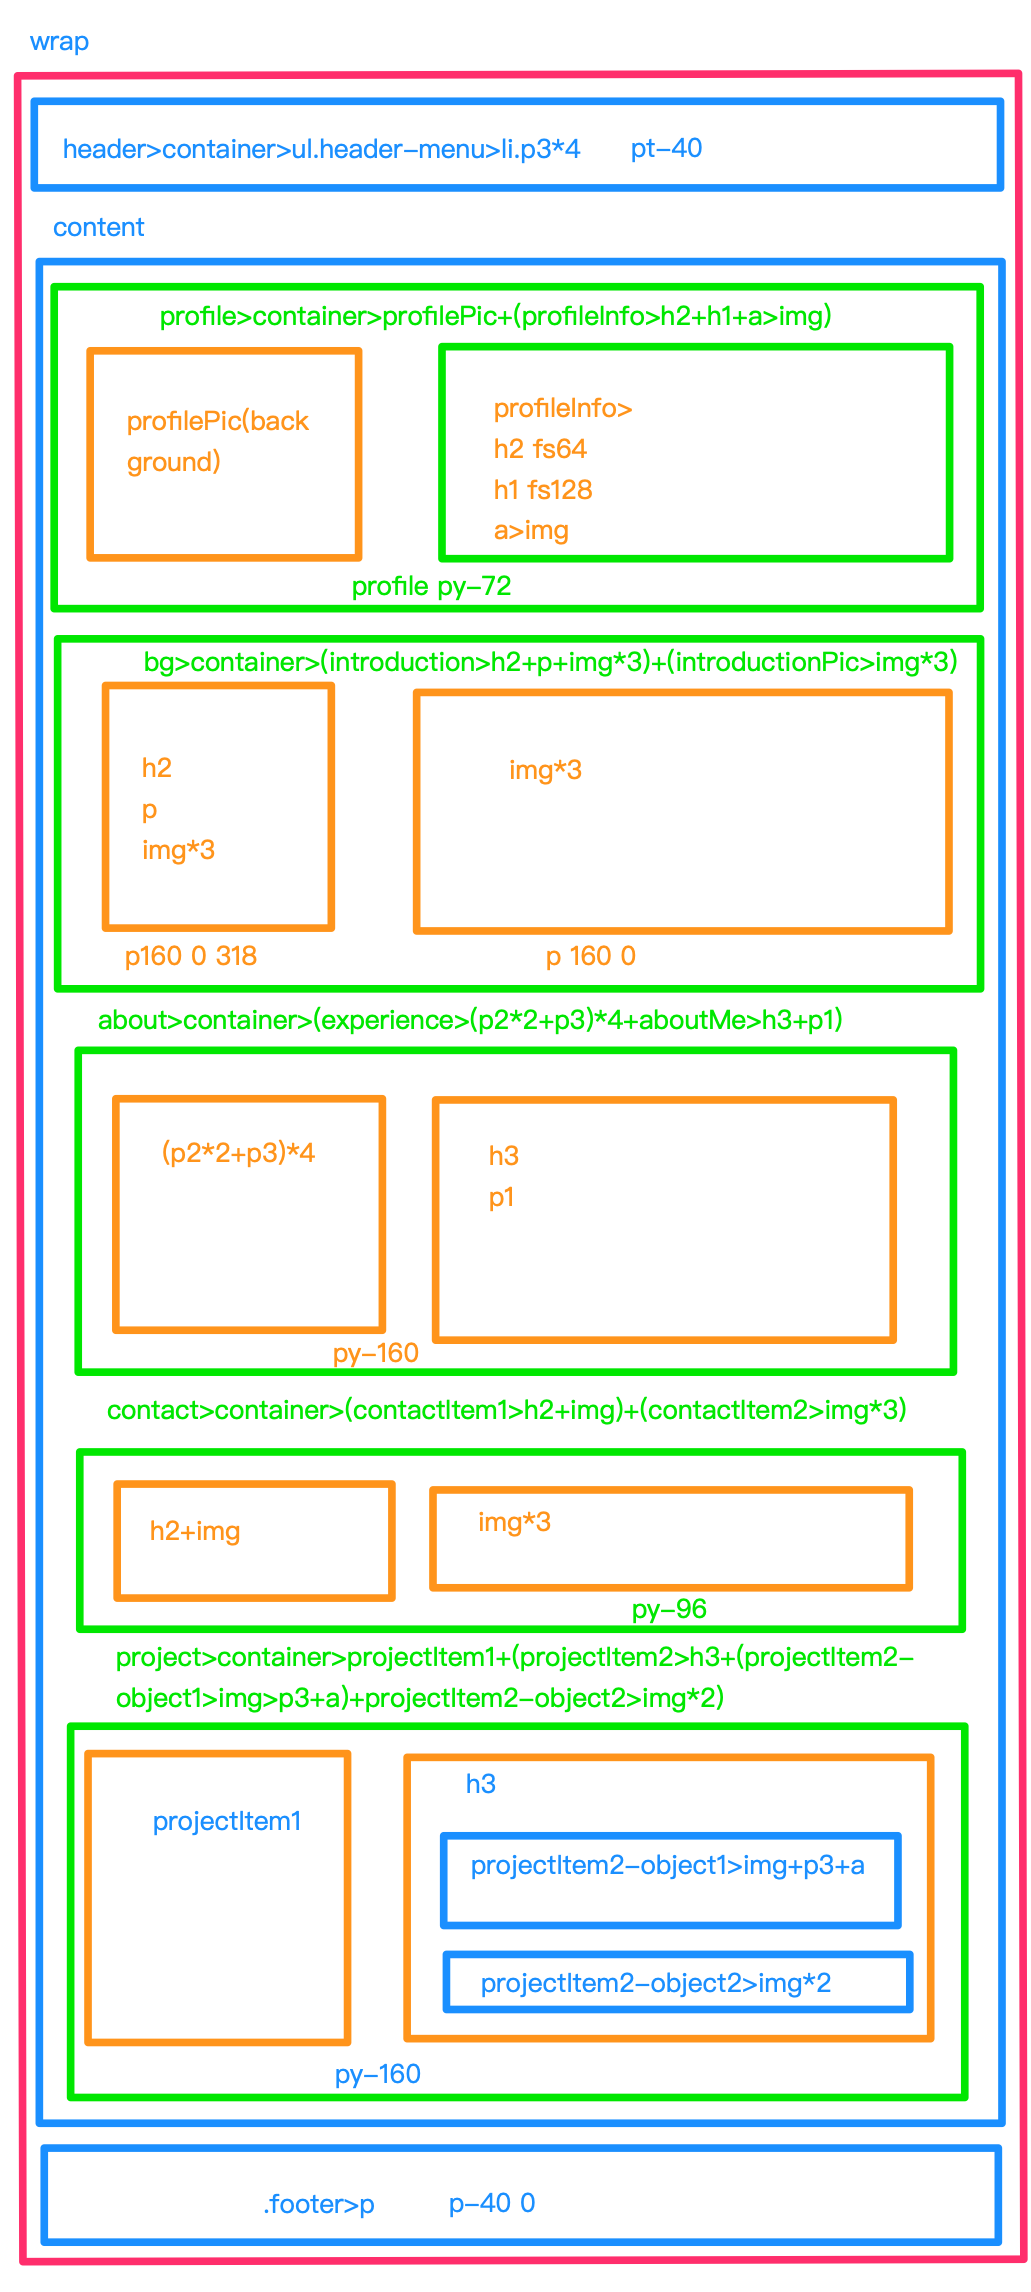 wrap
header>container>ul.header-menu>li.p3*4 pt-40
content
profile>container>profilePic+(profileInfo>h2+h1+a>img)
profilePic(back
ground)
profileInfo>
h2 fs64
h1 fs128
a>img
profile py-72
bg>container>(introduction>h2+p+img*3)+(introductionPic>img*3)
h2
p
img*3
img*3
p160 0 318
p 160 0
about>container>(experience>(p2*2+p3)*4+aboutMe>h3+p1)
(p2*2+p3)*4
h3
p1
py-160
contact>container>(contactItem1>h2+img)+(contactItem2>img*3)
h2+img
img*3
py-96
project>container>projectItem1+(projectItem2>h3+(projectItem2-
object1>img>p3+a)+projectItem2-object2>img*2)
projectItem1
h3
projectItem2-object1>img+p3+a
projectItem2-object2>img*2
py-160
.footer>p p-40 0